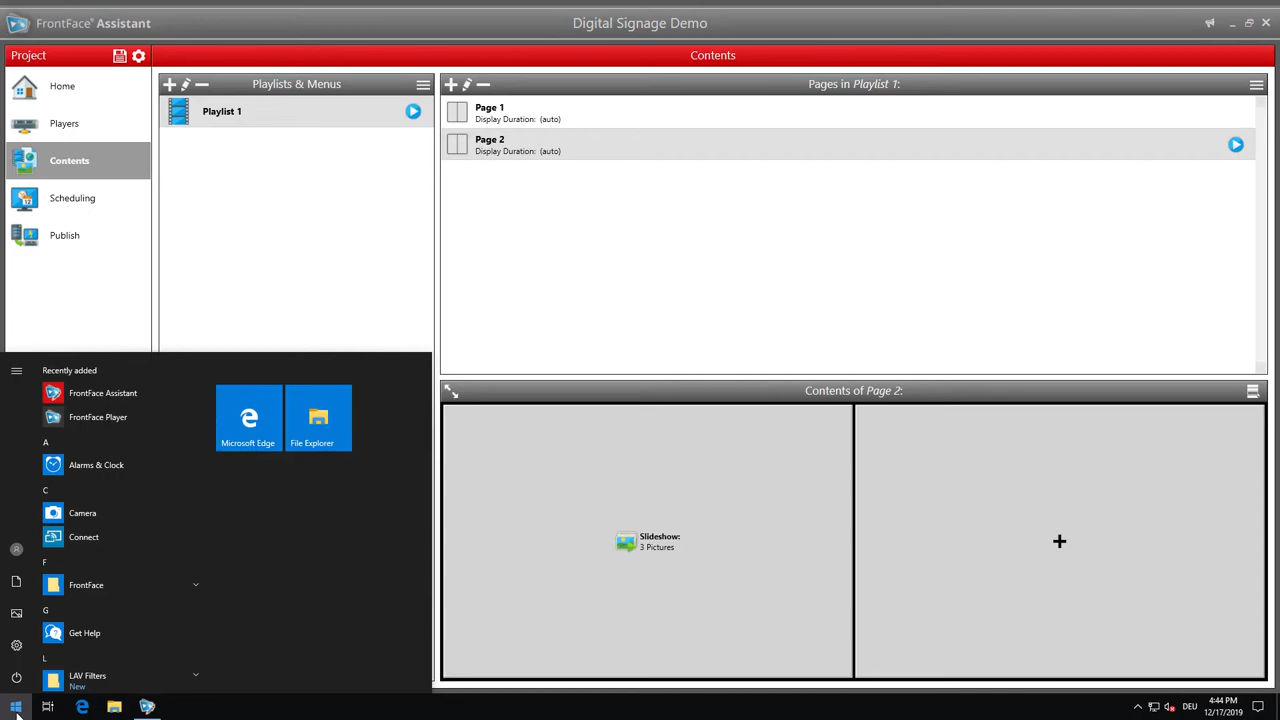 FrontFace® Assistant
Digital Signage Demo
Project
Contents
Home
Players
Contents
Scheduling
Publish
Playlists & Menus
Playlist 1
Pages in Playlist 1:
Page 1
Display Duration: (auto)
Page 2
Display Duration: (auto)
Contents of Page 2:
Slideshow:
3 Pictures
+
Recently added
FrontFace Assistant
FrontFace Player
A
Alarms & Clock
C
Camera
Connect
F
FrontFace
G
Get Help
L
LAV Filters
New
Microsoft Edge
File Explorer
DEU
4:44 PM
12/17/2019